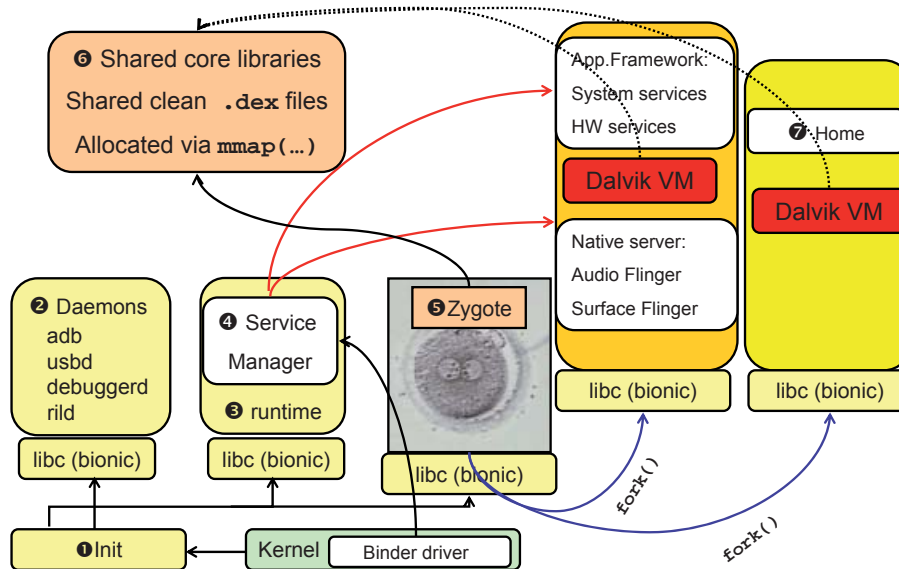 ❻ Shared core libraries
Shared clean .dex files
Allocated via mmap(…)
App.Framework:
System services
HW services
Dalvik VM
Native server:
Audio Flinger
Surface Flinger
libc (bionic)
❼ Home
Dalvik VM
libc (bionic)
❷ Daemons
adb
usbd
debuggerd
rild
libc (bionic)
❹ Service
Manager
❸ runtime
libc (bionic)
❺Zygote
libc (bionic)
fork()
fork()
❶Init
Kernel
Binder driver